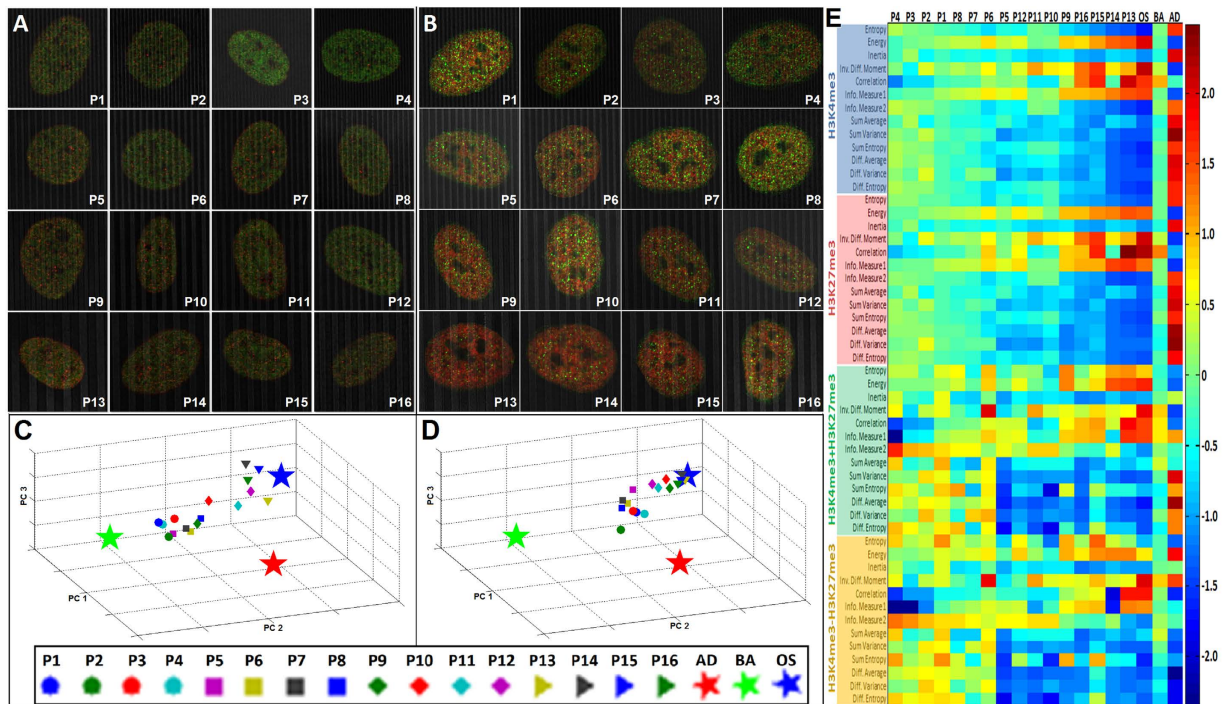 A
P1 P2 P3 P4
P5 P6 P7 P8
P9 P10 P11 P12
P13 P14 P15 P16
B
P1 P2 P3 P4
P5 P6 P7 P8
P9 P10 P11 P12
P13 P14 P15 P16
C
PC 3
PC 1
PC 2
D
PC 3
PC 1
PC 2
P1 P2 P3 P4 P5 P6 P7 P8 P9 P10 P11 P12 P13 P14 P15 P16 AD BA OS
E
P4 P3 P2 P1 P8 P7 P6 P5 P12 P11 P10 P9 P16 P15 P14 P13 OS BA AD
H3K4me3
Entropy
Energy
Inertia
Inv. Diff. Moment
Correlation
Info. Measure1
Info. Measure2
Sum Average
Sum Variance
Sum Entropy
Diff. Average
Diff. Variance
Diff. Entropy
H3K27me3
Entropy
Energy
Inertia
Inv. Diff. Moment
Correlation
Info. Measure1
Info. Measure2
Sum Average
Sum Variance
Sum Entropy
Diff. Average
Diff. Variance
Diff. Entropy
H3K4me3+H3K27me3
Entropy
Energy
Inertia
Inv. Diff. Moment
Correlation
Info. Measure1
Info. Measure2
Sum Average
Sum Variance
Sum Entropy
Diff. Average
Diff. Variance
Diff. Entropy
H3K4me3-H3K27me3
Entropy
Energy
Inertia
Inv. Diff. Moment
Correlation
Info. Measure1
Info. Measure2
Sum Average
Sum Variance
Sum Entropy
Diff. Average
Diff. Variance
Diff. Entropy
2.0
1.5
1.0
0.5
0
-0.5
-1.0
-1.5
-2.0